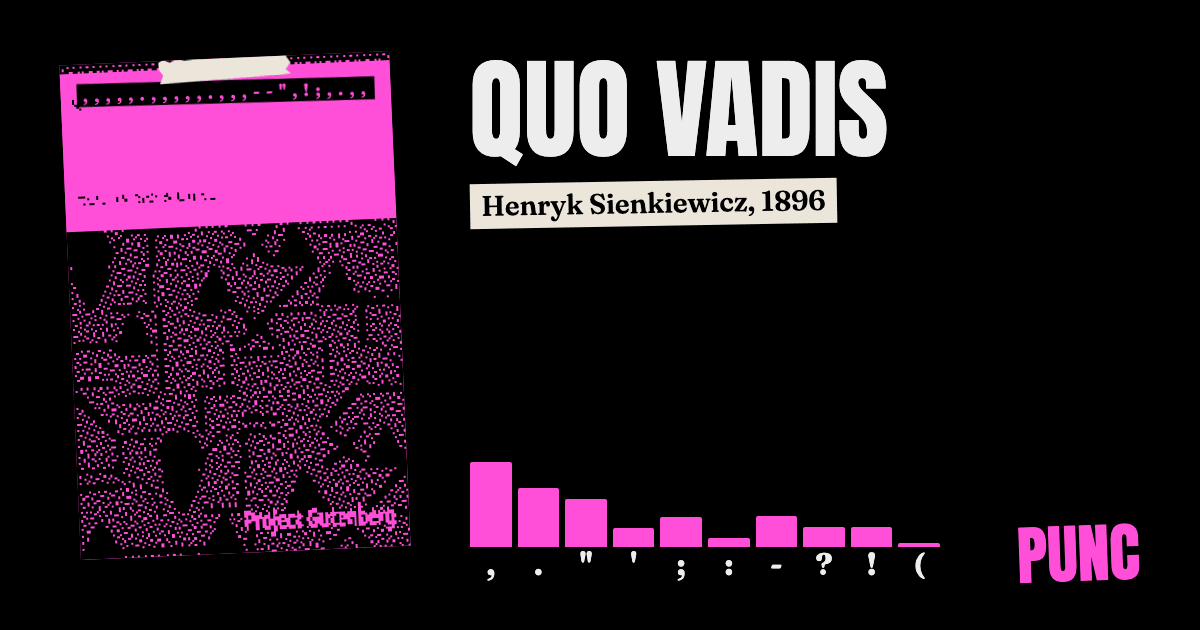 ,,,,,.,,,,,.,,,--",!;,.,,
QUO VADIS
Henryk Sienkiewicz, 1896
Project Gutenberg
, . " ' ; : - ? ! (
PUNC